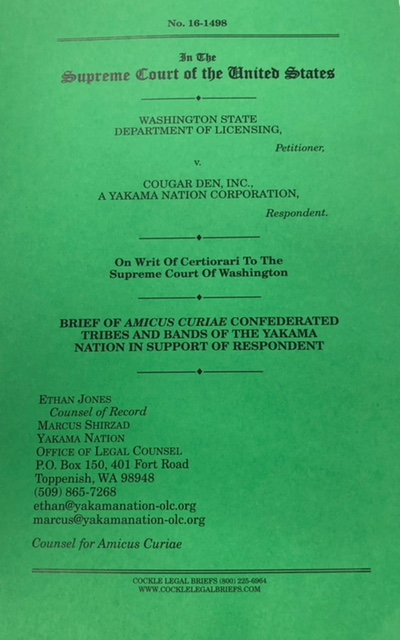 No. 16-1498
In The
Supreme Court of the United States
WASHINGTON STATE
DEPARTMENT OF LICENSING,
Petitioner,
v.
COUGAR DEN, INC.,
A YAKAMA NATION CORPORATION,
Respondent.
On Writ Of Certiorari To The
Supreme Court Of Washington
BRIEF OF AMICUS CURIAE CONFEDERATED
TRIBES AND BANDS OF THE YAKAMA
NATION IN SUPPORT OF RESPONDENT
ETHAN JONES
Counsel of Record
MARCUS SHIRZAD
YAKAMA NATION
OFFICE OF LEGAL COUNSEL
P.O. Box 150, 401 Fort Road
Toppenish, WA 98948
(509) 865-7268
ethan@yakamanation-olc.org
marcus@yakamanation-olc.org
Counsel for Amicus Curiae
COCKLE LEGAL BRIEFS (800) 225-6964
WWW.COCKLELEGALBRIEFS.COM